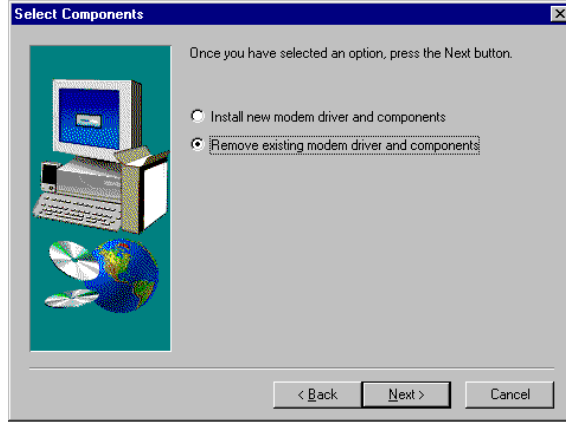 Select Components
Once you have selected an option, press the Next button.
Install new modem driver and components
Remove existing modem driver and components
< Back
Next >
Cancel